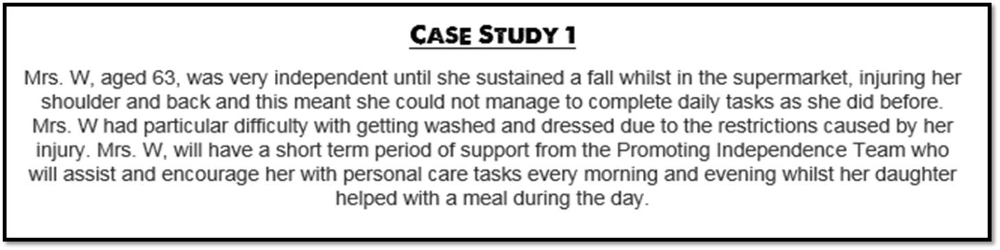 CASE STUDY 1
Mrs. W, aged 63, was very independent until she sustained a fall whilst in the supermarket, injuring her
shoulder and back and this meant she could not manage to complete daily tasks as she did before.
Mrs. W had particular difficulty with getting washed and dressed due to the restrictions caused by her
injury. Mrs. W, will have a short term period of support from the Promoting Independence Team who
will assist and encourage her with personal care tasks every morning and evening whilst her daughter
helped with a meal during the day.